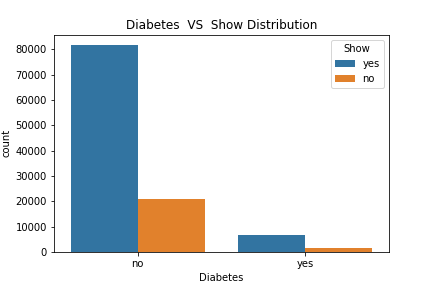 Diabetes  VS  Show Distribution
80000
70000
60000
50000
40000
30000
20000
10000
0
count
Show
yes
no
no
yes
Diabetes